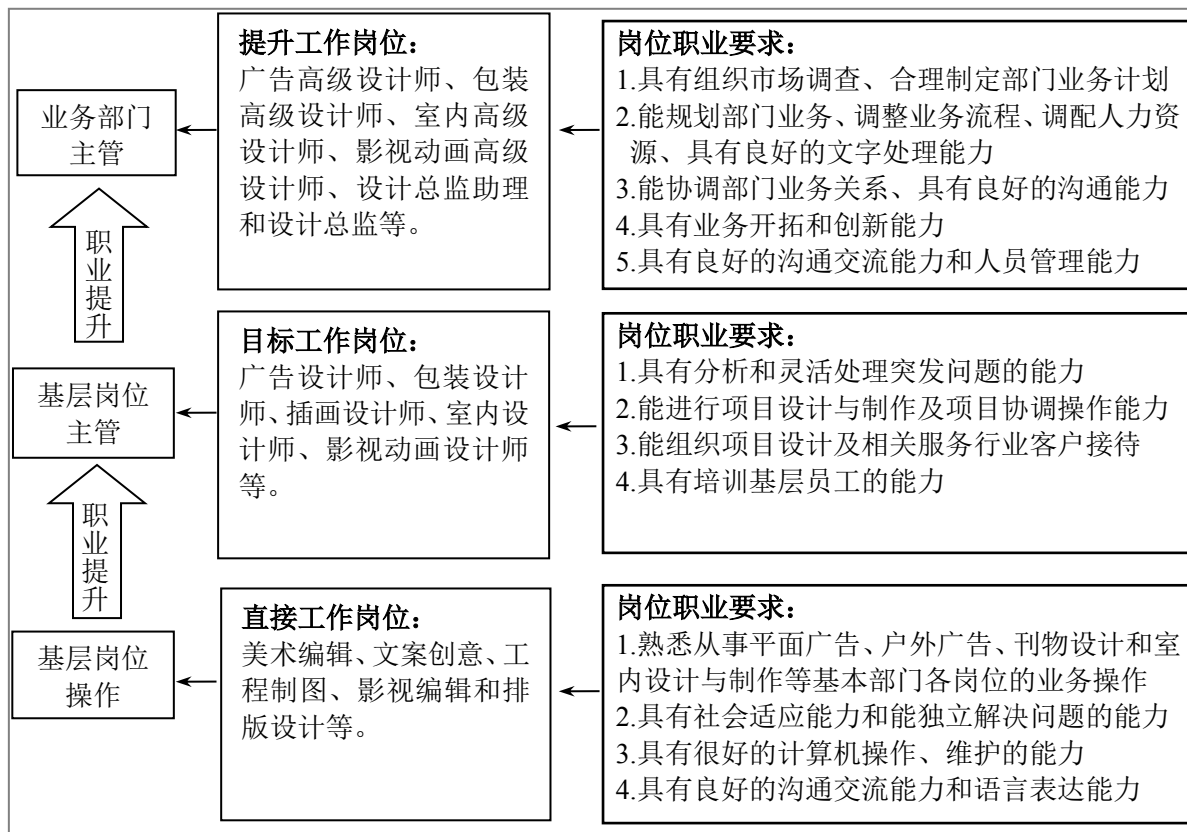 业务部门
主管
提升工作岗位：
广告高级设计师、包装
高级设计师、室内高级
设计师、影视动画高级
设计师、设计总监助理
和设计总监等。
岗位职业要求：
1.具有组织市场调查、合理制定部门业务计划
2.能规划部门业务、调整业务流程、调配人力资
源、具有良好的文字处理能力
3.能协调部门业务关系、具有良好的沟通能力
4.具有业务开拓和创新能力
5.具有良好的沟通交流能力和人员管理能力
职业提升
基层岗位
主管
目标工作岗位：
广告设计师、包装设计
师、插画设计师、室内设
计师、影视动画设计师
等。
岗位职业要求：
1.具有分析和灵活处理突发问题的能力
2.能进行项目设计与制作及项目协调操作能力
3.能组织项目设计及相关服务行业客户接待
4.具有培训基层员工的能力
职业提升
基层岗位
操作
直接工作岗位：
美术编辑、文案创意、工
程制图、影视编辑和排
版设计等。
岗位职业要求：
1.熟悉从事平面广告、户外广告、刊物设计和室
内设计与制作等基本部门各岗位的业务操作
2.具有社会适应能力和能独立解决问题的能力
3.具有很好的计算机操作、维护的能力
4.具有良好的沟通交流能力和语言表达能力